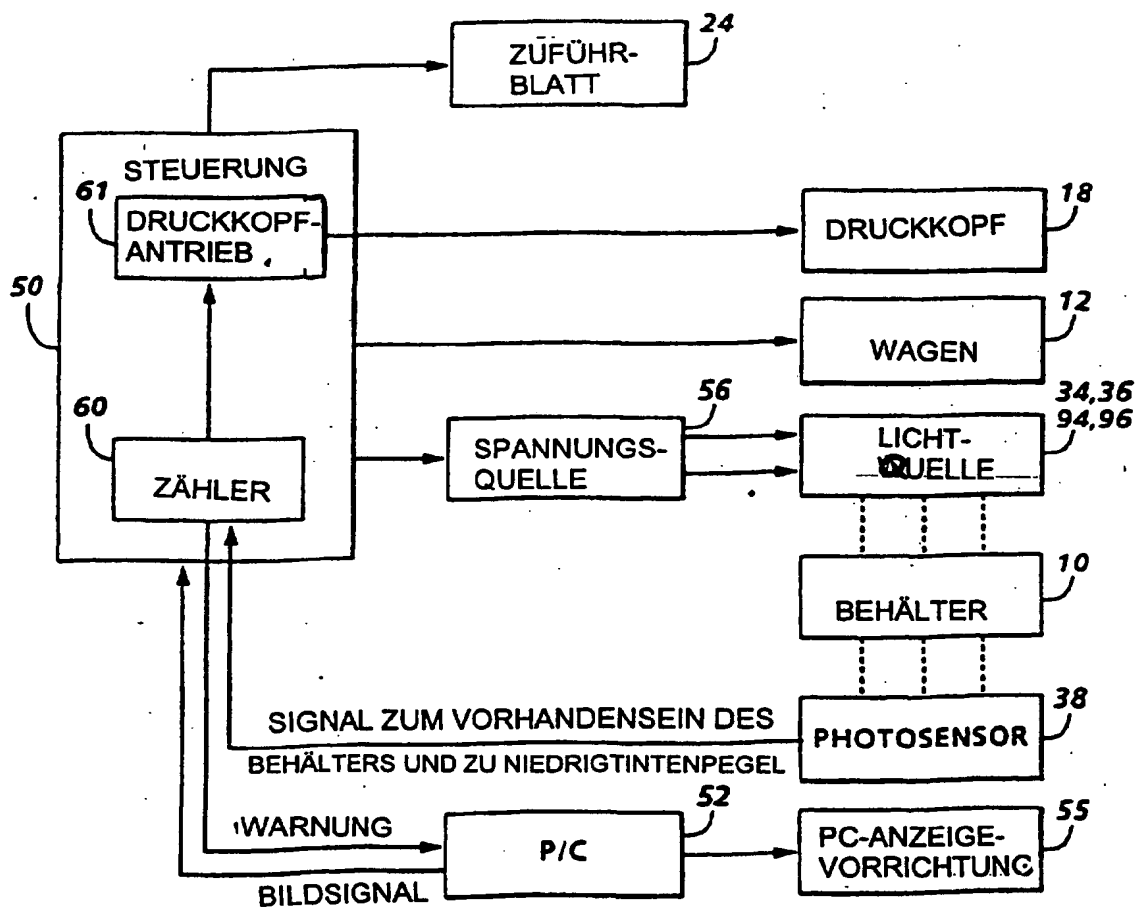 24
ZUFÜHR-
BLATT
STEUERUNG
61
DRUCKKOPF-
ANTRIEB
18
DRUCKKOPF
50
12
WAGEN
60
ZÄHLER
56
SPANNUNGS-
QUELLE
34,36
94,96
LICHT-
QUELLE
10
BEHÄLTER
38
PHOTOSENSOR
SIGNAL ZUM VORHANDENSEIN DES
BEHÄLTERS UND ZU NIEDRIGTINTENPEGEL
WARNUNG
52
P/C
55
PC-ANZEIGE-
VORRICHTUNG
BILDSIGNAL